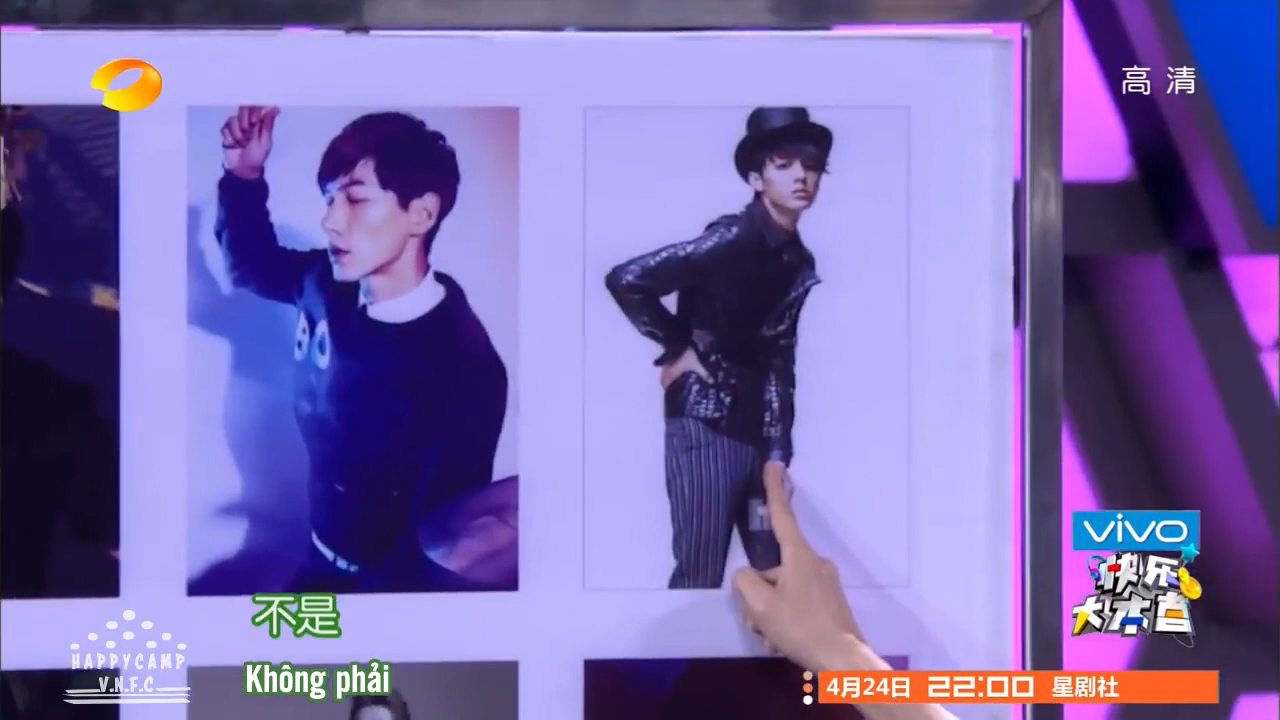 高清
vivo
快乐
大本营
不是
Không phải
HAPPYCAMP
V.N.F.C
4月24日 22:00 星剧社